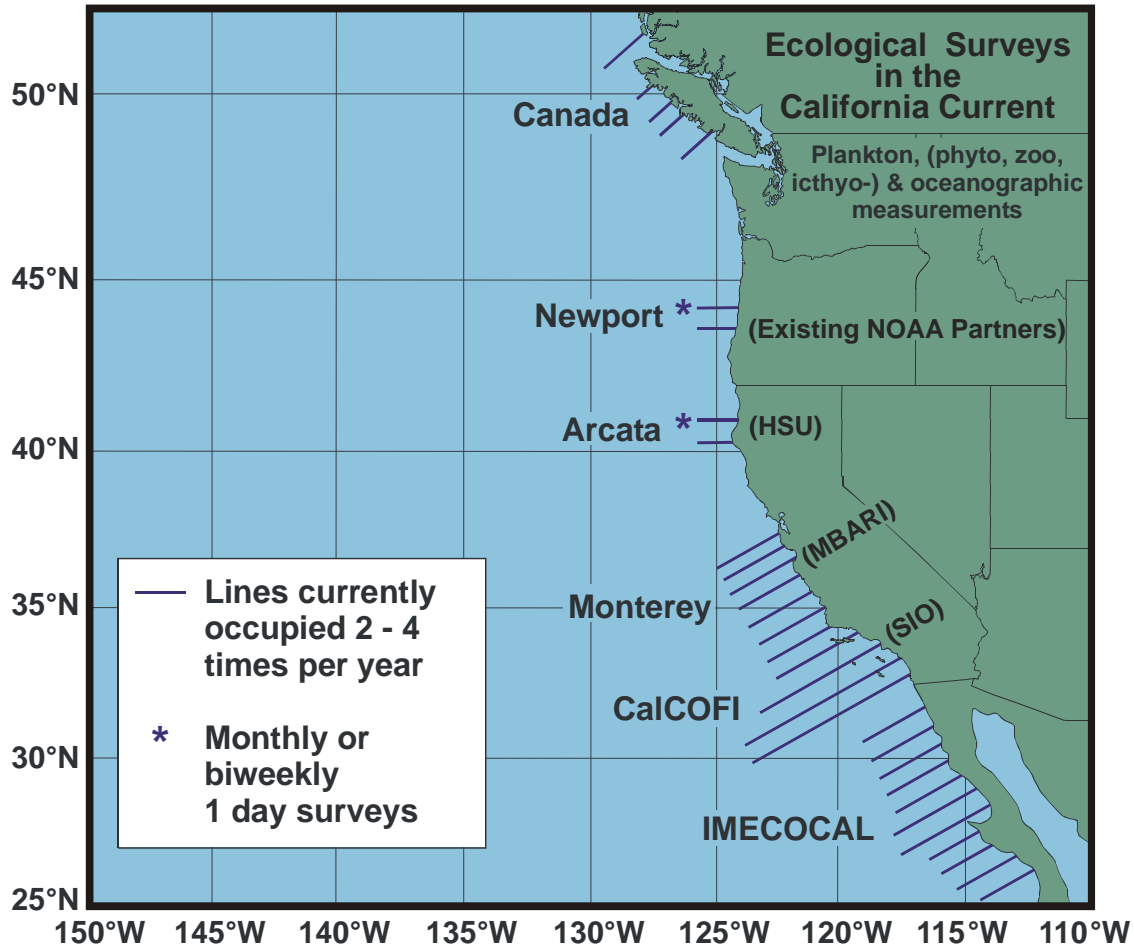 Ecological Surveys
in the
California Current
50°N
Canada
Plankton, (phyto, zoo,
icthyo-) & oceanographic
measurements
45°N
Newport *
(Existing NOAA Partners)
Arcata *
(HSU)
40°N
(MBARI)
Lines currently
occupied 2 - 4
times per year
Monterey
35°N
(SIO)
CalCOFI
* Monthly or
biweekly
1 day surveys
30°N
IMECOCAL
25°N
150°W 145°W 140°W 135°W 130°W 125°W 120°W 115°W 110°W